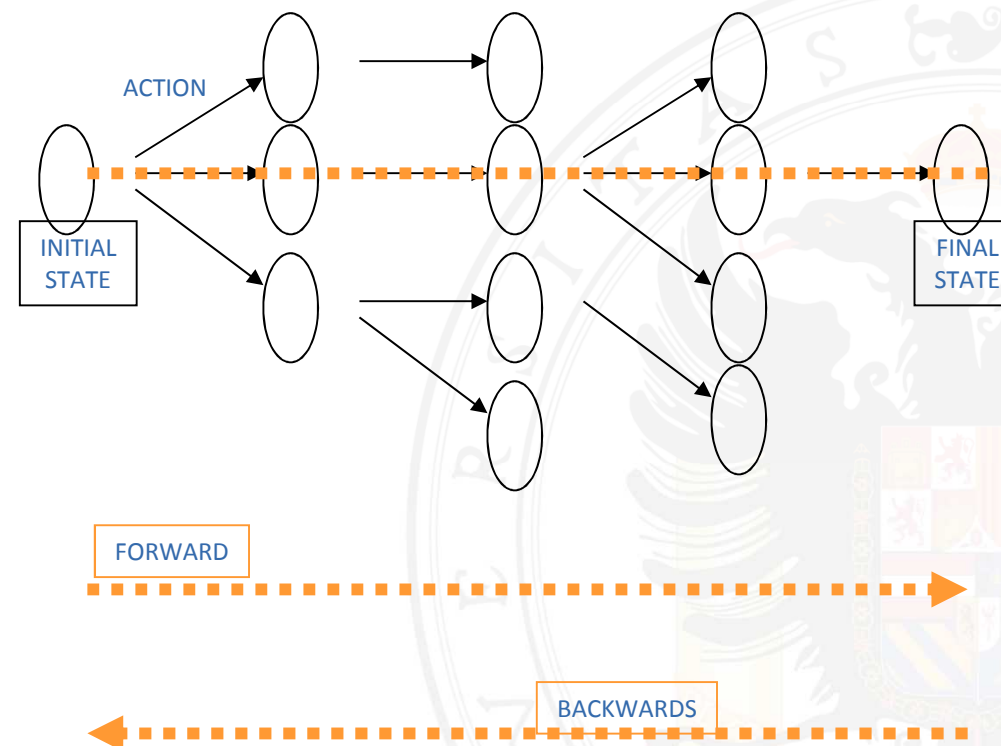 ACTION
INITIAL
STATE
FINAL
STATE
FORWARD
BACKWARDS